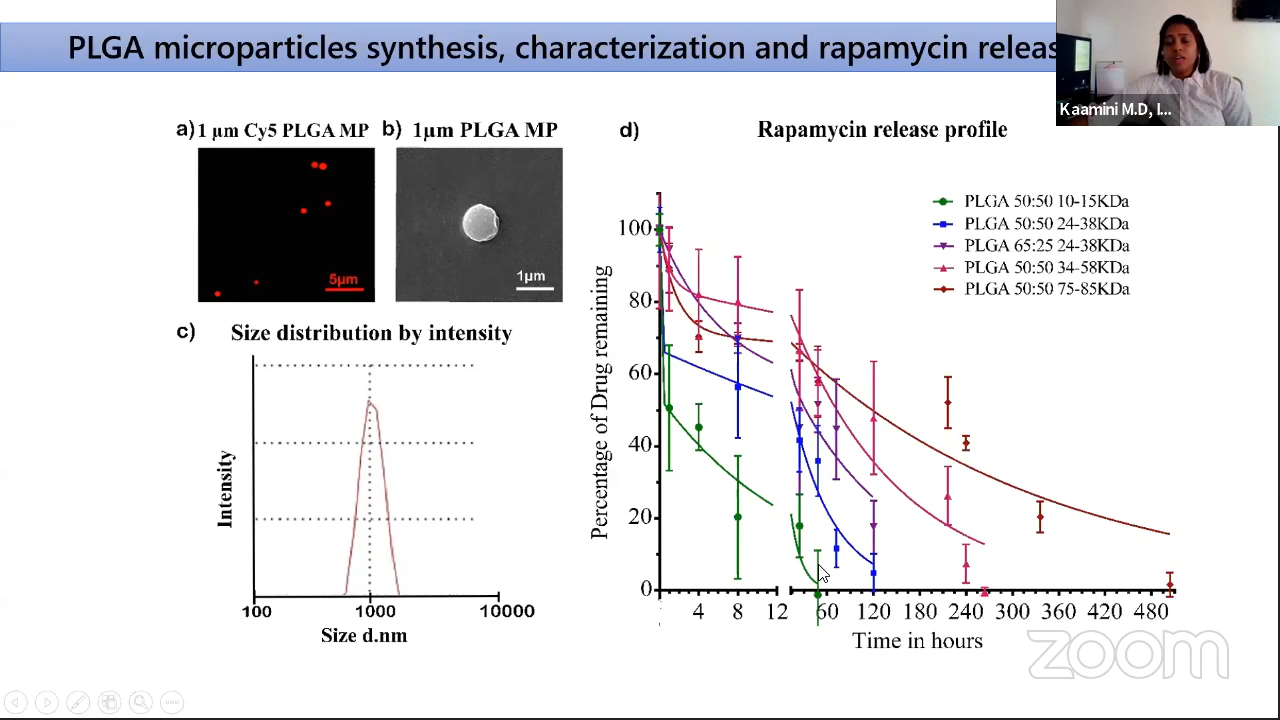 PLGA microparticles synthesis, characterization and rapamycin releas
Kaamini M.D, I...
a) 1 µm Cy5 PLGA MP
b) 1µm PLGA MP
5µm
1µm
c) Size distribution by intensity
Intensity
100 1000 10000
Size d.nm
d) Rapamycin release profile
PLGA 50:50 10-15KDa
PLGA 50:50 24-38KDa
PLGA 65:25 24-38KDa
PLGA 50:50 34-58KDa
PLGA 50:50 75-85KDa
Percentage of Drug remaining
100
80
60
40
20
0
4 8 12 60 120 180 240 300 360 420 480
Time in hours
zoom